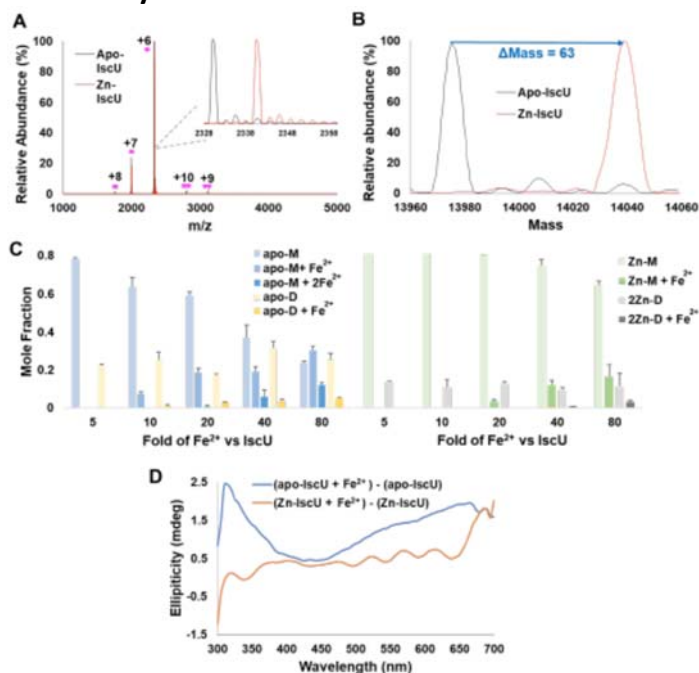 A
Relative Abundance (%)
100
80
60
40
20
0
+6
+7
+8
+10
+9
Apo-
IscU
Zn-
IscU
2328
2338
2348
2358
1000
2000
3000
4000
5000
m/z
B
Relative abundance (%)
100
80
60
40
20
0
ΔMass = 63
Apo-IscU
Zn-IscU
13960
13980
14000
14020
14040
14060
Mass
C
Mole Fraction
0.8
0.6
0.4
0.2
0
apo-M
apo-M+ Fe²⁺
apo-M + 2Fe²⁺
apo-D
apo-D + Fe²⁺
5
10
20
40
80
Fold of Fe²⁺ vs IscU
Zn-M
Zn-M + Fe²⁺
2Zn-D
2Zn-D + Fe²⁺
5
10
20
40
80
Fold of Fe²⁺ vs IscU
D
Ellipiticity (mdeg)
2.5
1.5
0.5
-0.5
-1.5
(apo-IscU + Fe²⁺) - (apo-IscU)
(Zn-IscU + Fe²⁺) - (Zn-IscU)
300
350
400
450
500
550
600
650
700
Wavelength (nm)